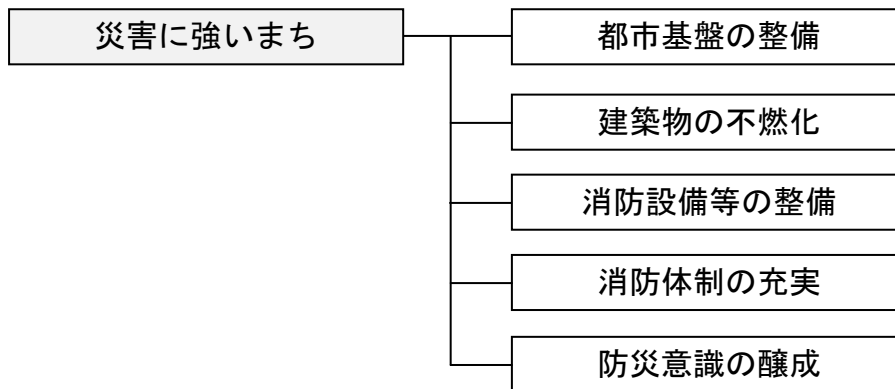 災害に強いまち
都市基盤の整備
建築物の不燃化
消防設備等の整備
消防体制の充実
防災意識の醸成